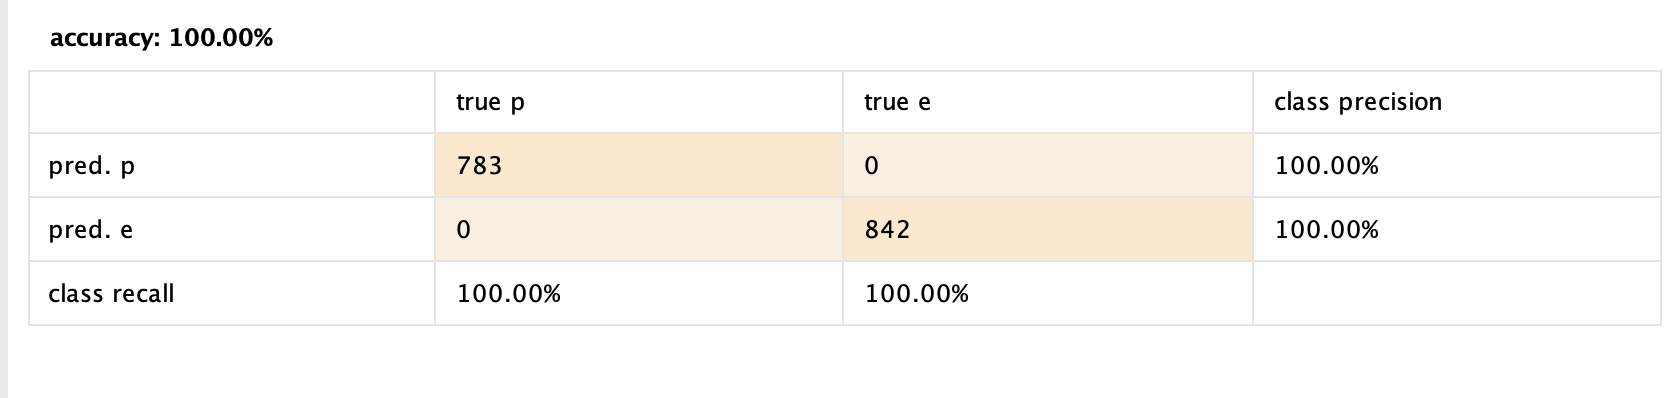 accuracy: 100.00%
true p true e class precision
pred. p 783 0 100.00%
pred. e 0 842 100.00%
class recall 100.00% 100.00%